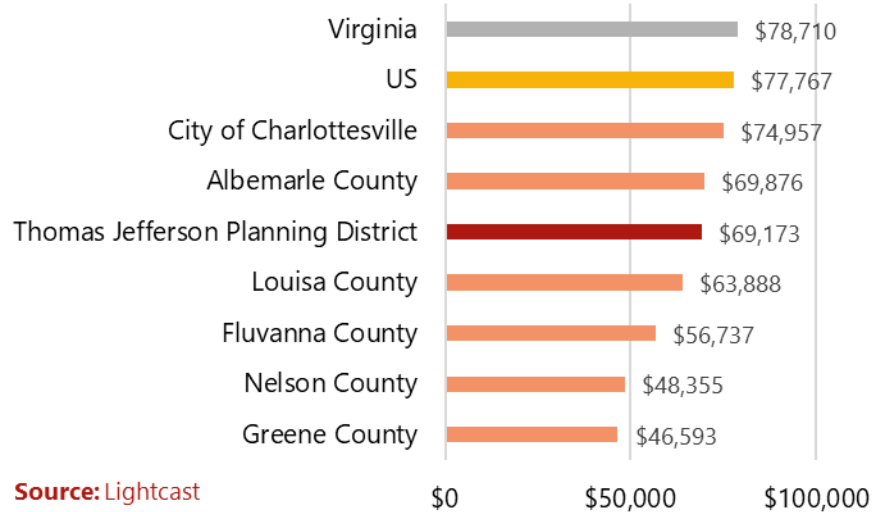 Virginia $78,710
US $77,767
City of Charlottesville $74,957
Albemarle County $69,876
Thomas Jefferson Planning District $69,173
Louisa County $63,888
Fluvanna County $56,737
Nelson County $48,355
Greene County $46,593
Source: Lightcast
$0 $50,000 $100,000